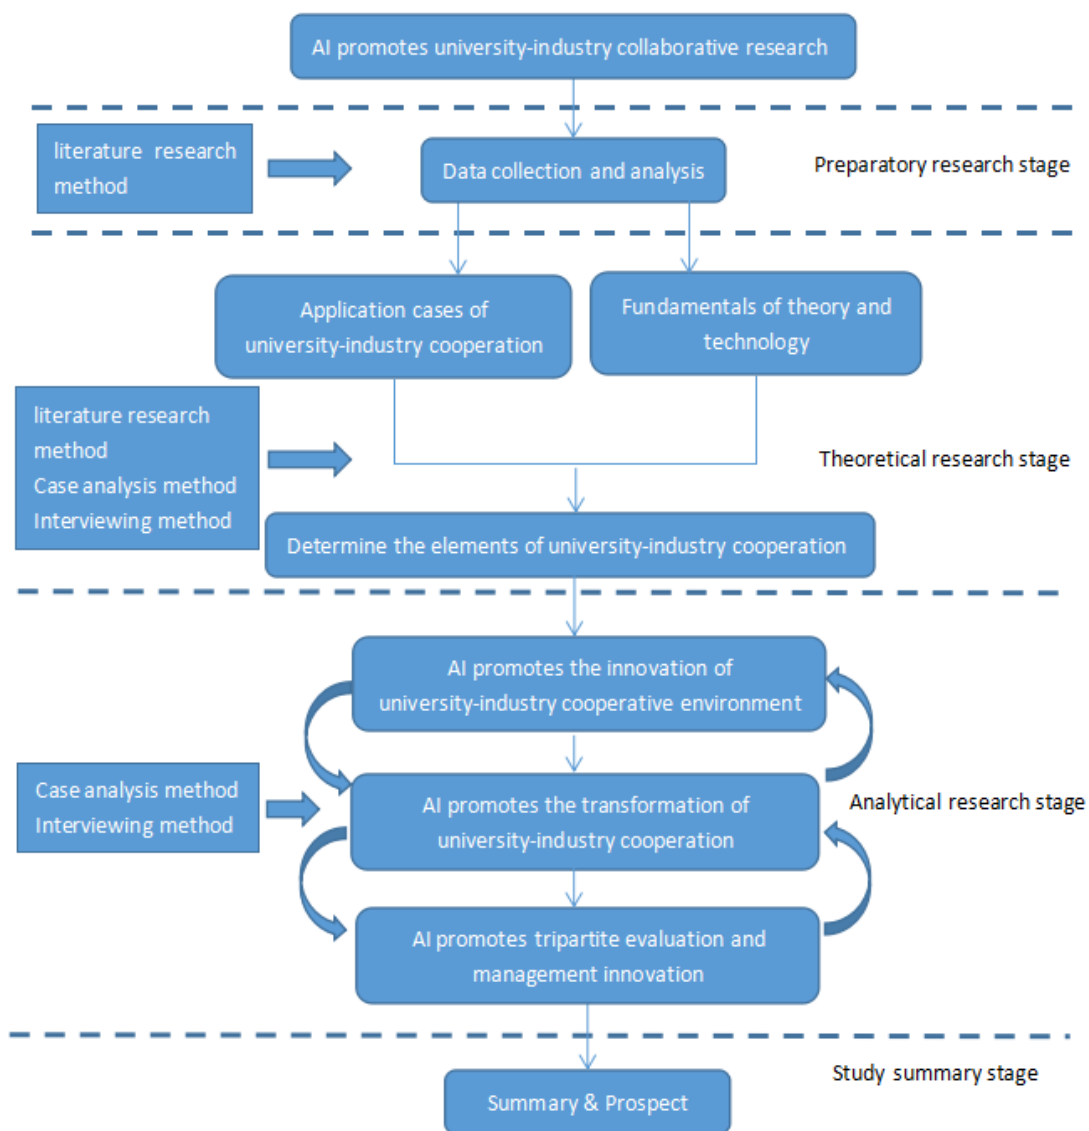 AI promotes university-industry collaborative research
literature research
method
Data collection and analysis
Preparatory research stage
Application cases of
university-industry cooperation
Fundamentals of theory and
technology
literature research
method
Case analysis method
Interviewing method
Theoretical research stage
Determine the elements of university-industry cooperation
AI promotes the innovation of
university-industry cooperative environment
Case analysis method
Interviewing method
AI promotes the transformation of
university-industry cooperation
Analytical research stage
AI promotes tripartite evaluation and
management innovation
Study summary stage
Summary & Prospect